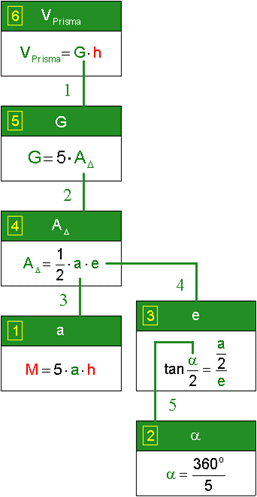 6 V_Prisma
V_Prisma = G · h
1
5 G
G = 5 · A_Δ
2
4 A_Δ
A_Δ = 1/2 · a · e
3
4
1 a
M = 5 · a · h
3 e
tan α/2 = (a/2)/e
5
2 α
α = 360°/5